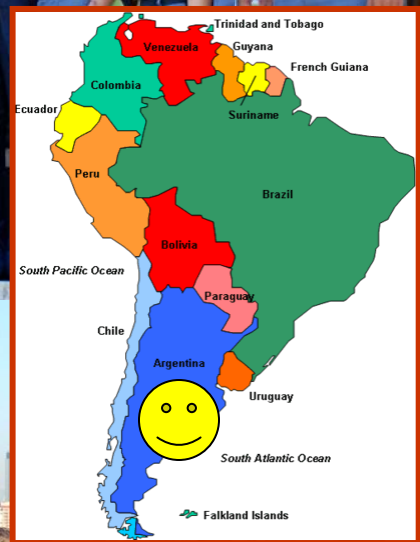 Trinidad and Tobago
Venezuela
Guyana
French Guiana
Colombia
Ecuador
Suriname
Peru
Brazil
Bolivia
South Pacific Ocean
Paraguay
Chile
Argentina
Uruguay
South Atlantic Ocean
Falkland Islands